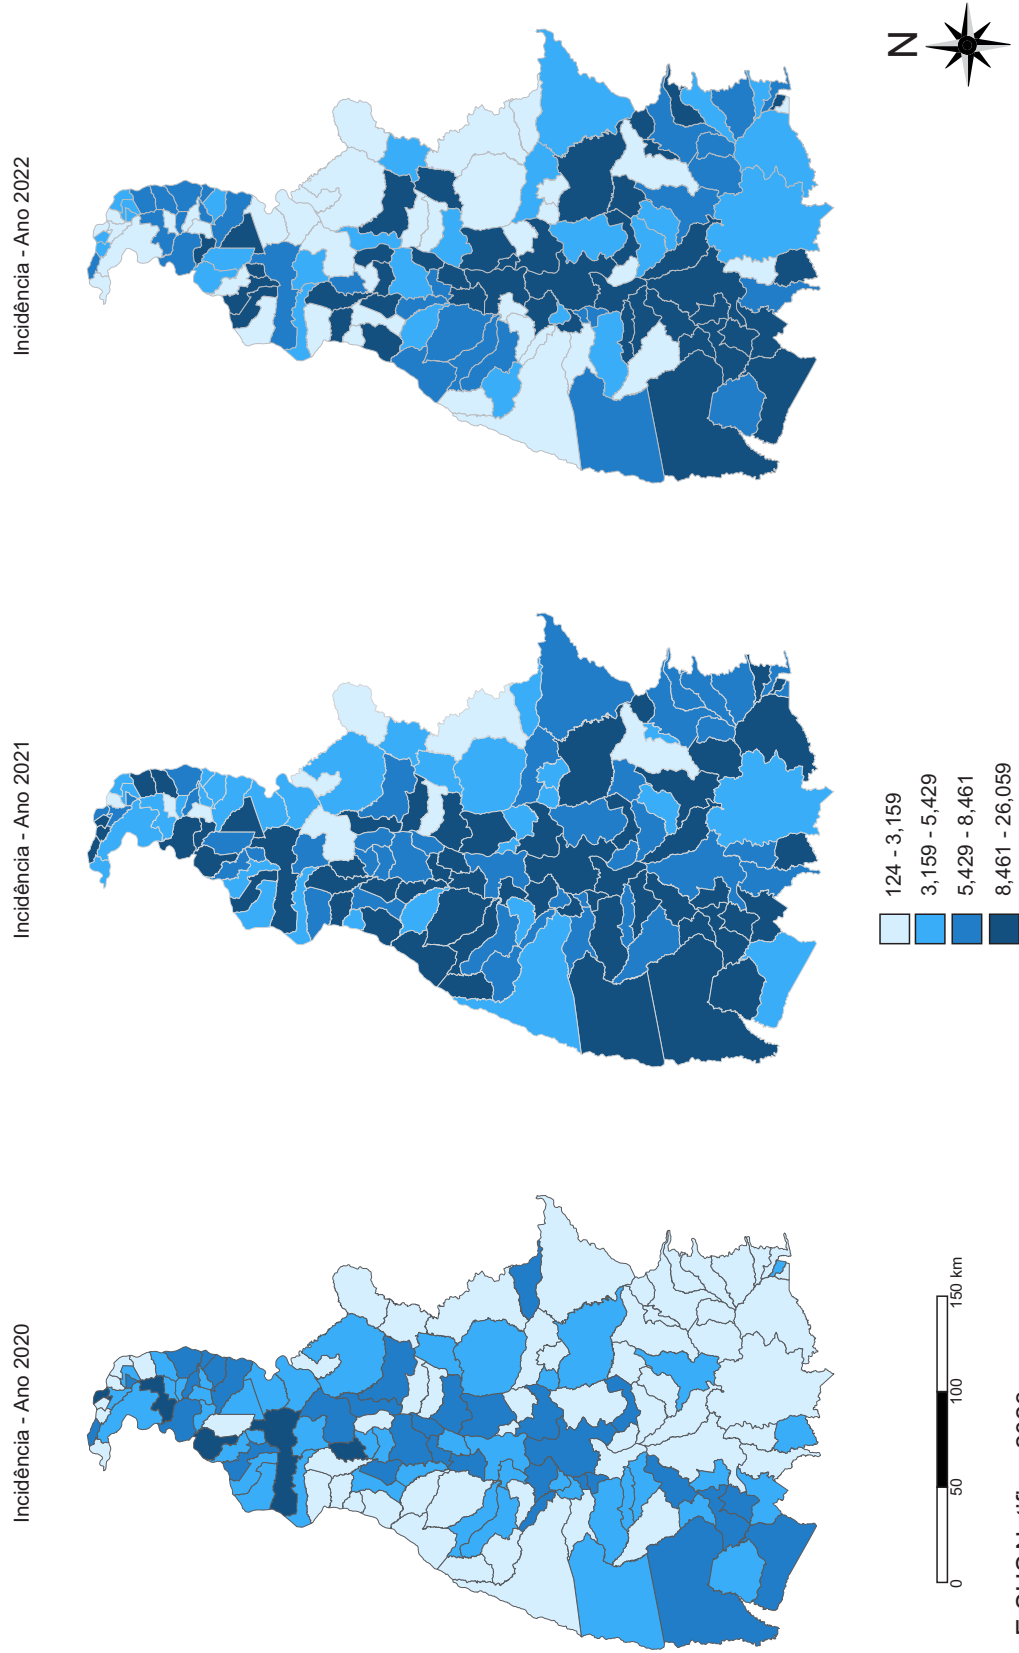 Incidência - Ano 2020
Incidência - Ano 2021
Incidência - Ano 2022
N
124 - 3,159
3,159 - 5,429
5,429 - 8,461
8,461 - 26,059
0 50 100 150 km